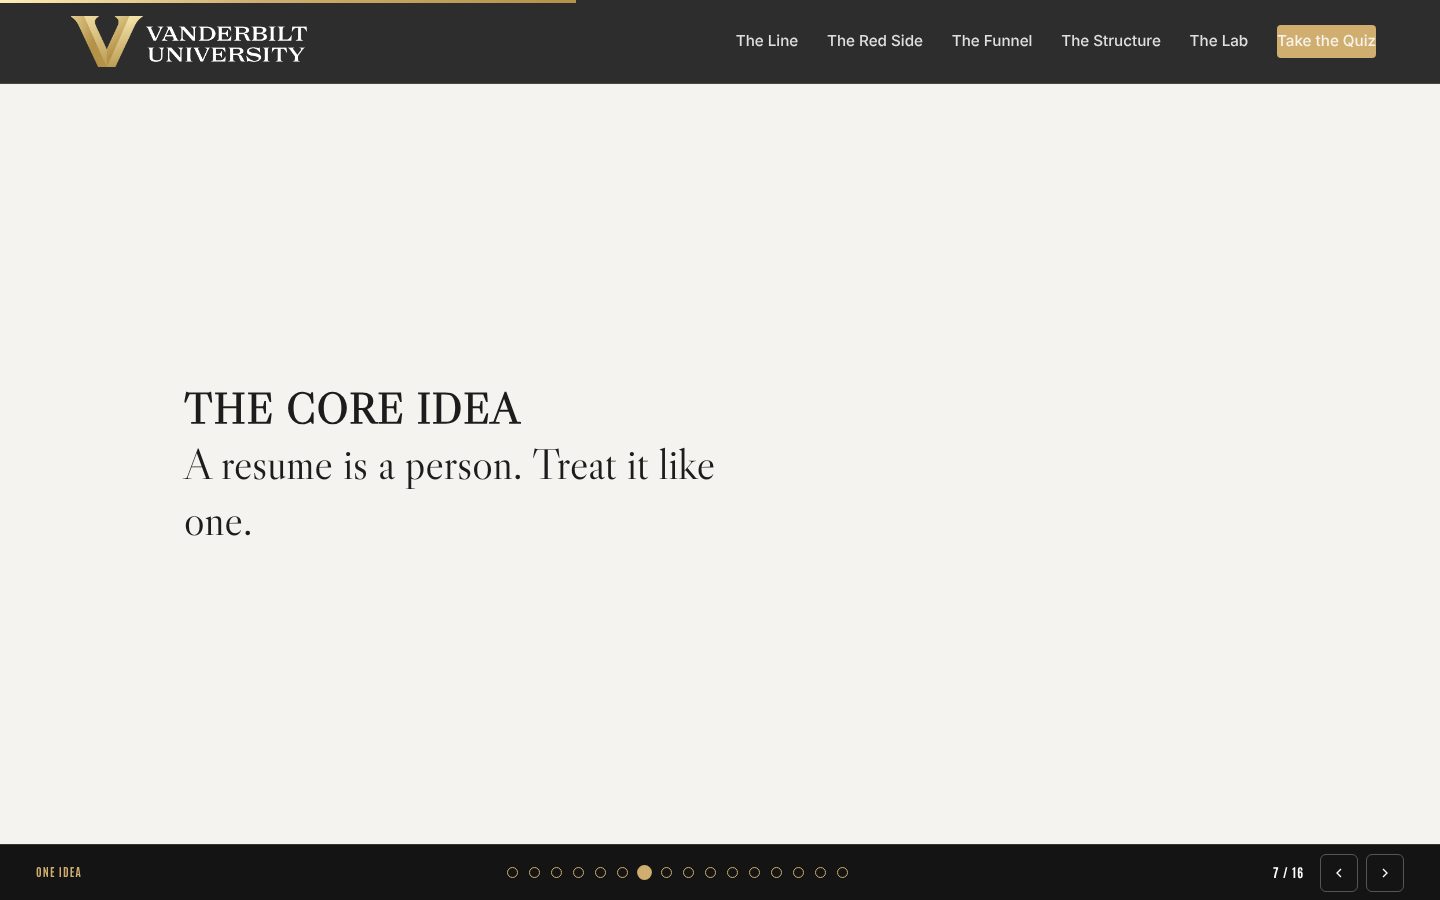 VANDERBILT
UNIVERSITY
The Line
The Red Side
The Funnel
The Structure
The Lab
Take the Quiz
THE CORE IDEA
A resume is a person. Treat it like
one.
ONE IDEA
7 / 16